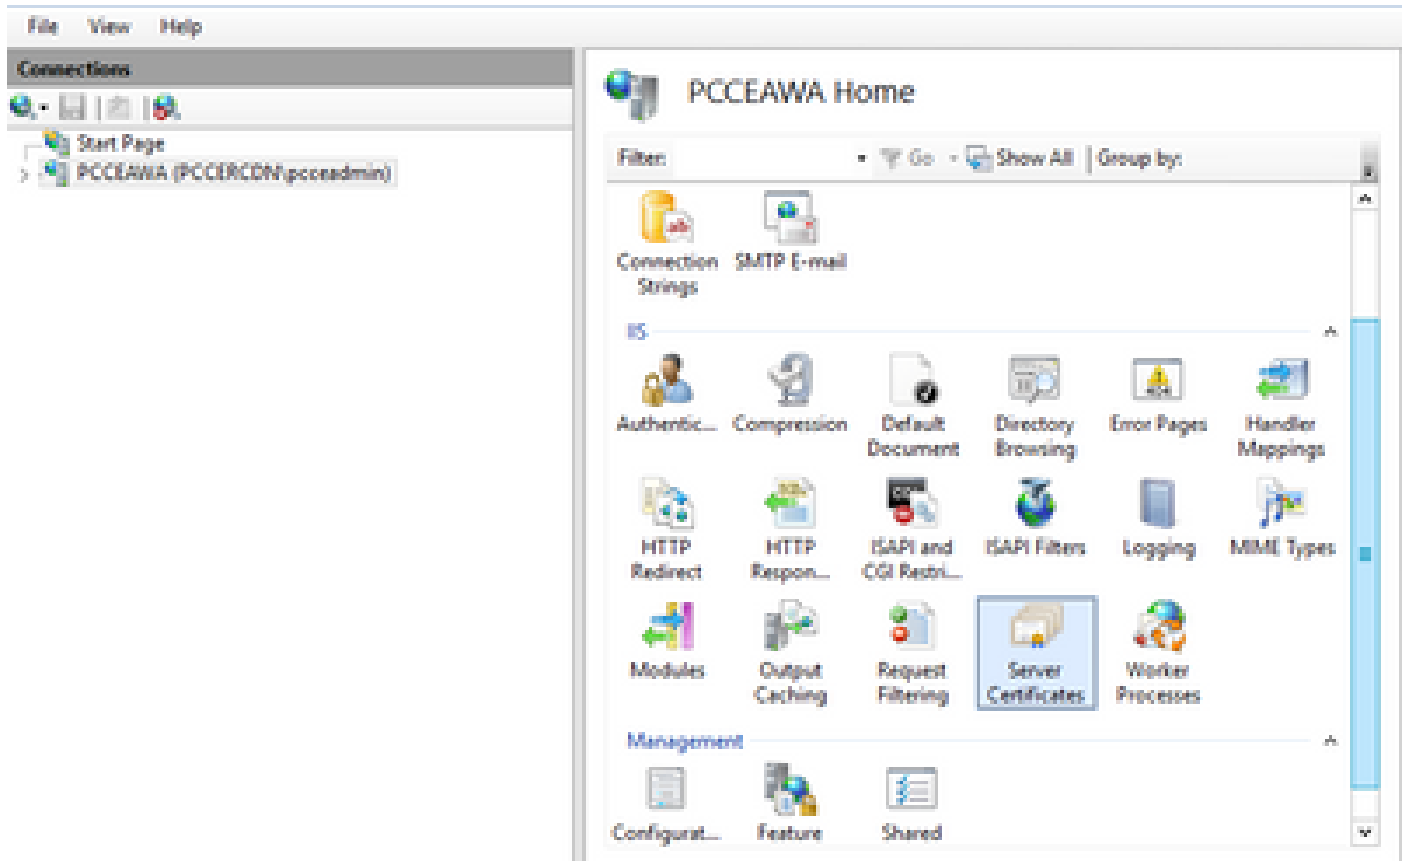 File View Help
Connections
PCCEAWA Home
Start Page
PCCEAWA (PCCERCDN\pcceadmin)
Filter: Go Show All Group by:
Connection Strings
SMTP E-mail
IIS
Authentic...
Compression
Default Document
Directory Browsing
Error Pages
Handler Mappings
HTTP Redirect
HTTP Respon...
ISAPI and CGI Restri...
ISAPI Filters
Logging
MIME Types
Modules
Output Caching
Request Filtering
Server Certificates
Worker Processes
Management
Configurat...
Feature
Shared